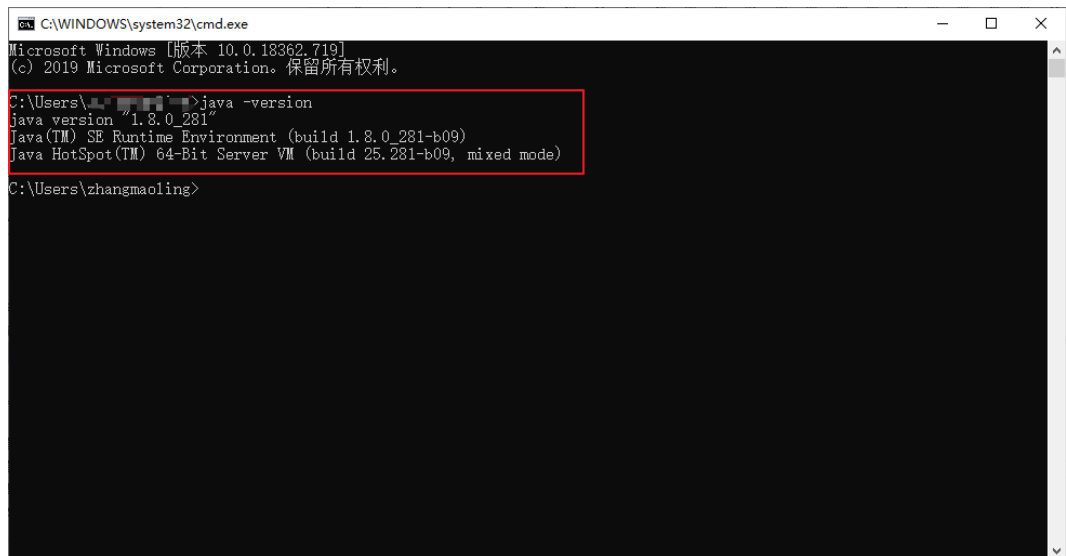 C:\WINDOWS\system32\cmd.exe
Microsoft Windows [版本 10.0.18362.719]
(c) 2019 Microsoft Corporation。保留所有权利。
C:\Users\ >java -version
java version "1.8.0_281"
Java(TM) SE Runtime Environment (build 1.8.0_281-b09)
Java HotSpot(TM) 64-Bit Server VM (build 25.281-b09, mixed mode)
C:\Users\zhangmaoling>